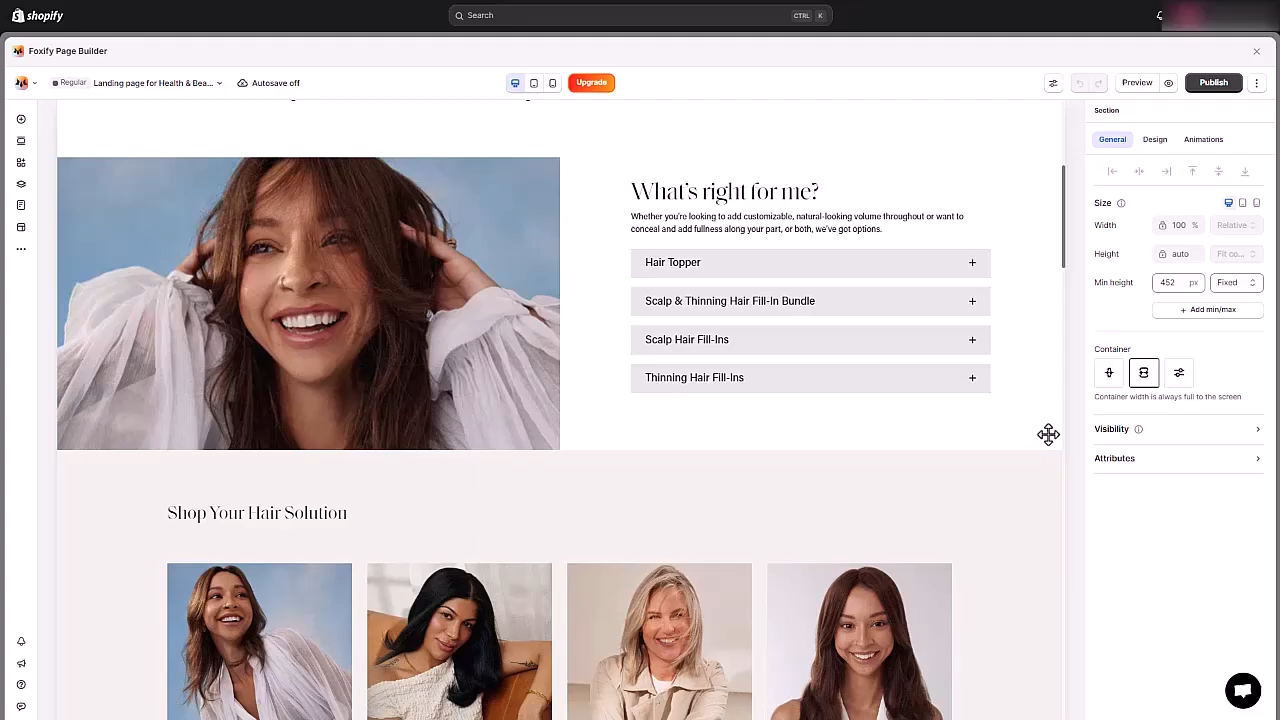 shopify
Search
CTRL K
Foxify Page Builder
Regular
Landing page for Health & Bea...
Autosave off
Upgrade
Preview
Publish
Section
General
Design
Animations
What's right for me?
Whether you're looking to add customizable, natural-looking volume throughout or want to
conceal and add fullness along your part, or both, we've got options.
Hair Topper
Scalp & Thinning Hair Fill-In Bundle
Scalp Hair Fill-Ins
Thinning Hair Fill-Ins
Size
Width
100 %
Relative
Height
auto
Fit co...
Min height
452 px
Fixed
+ Add min/max
Container
Container width is always full to the screen
Visibility
Attributes
Shop Your Hair Solution